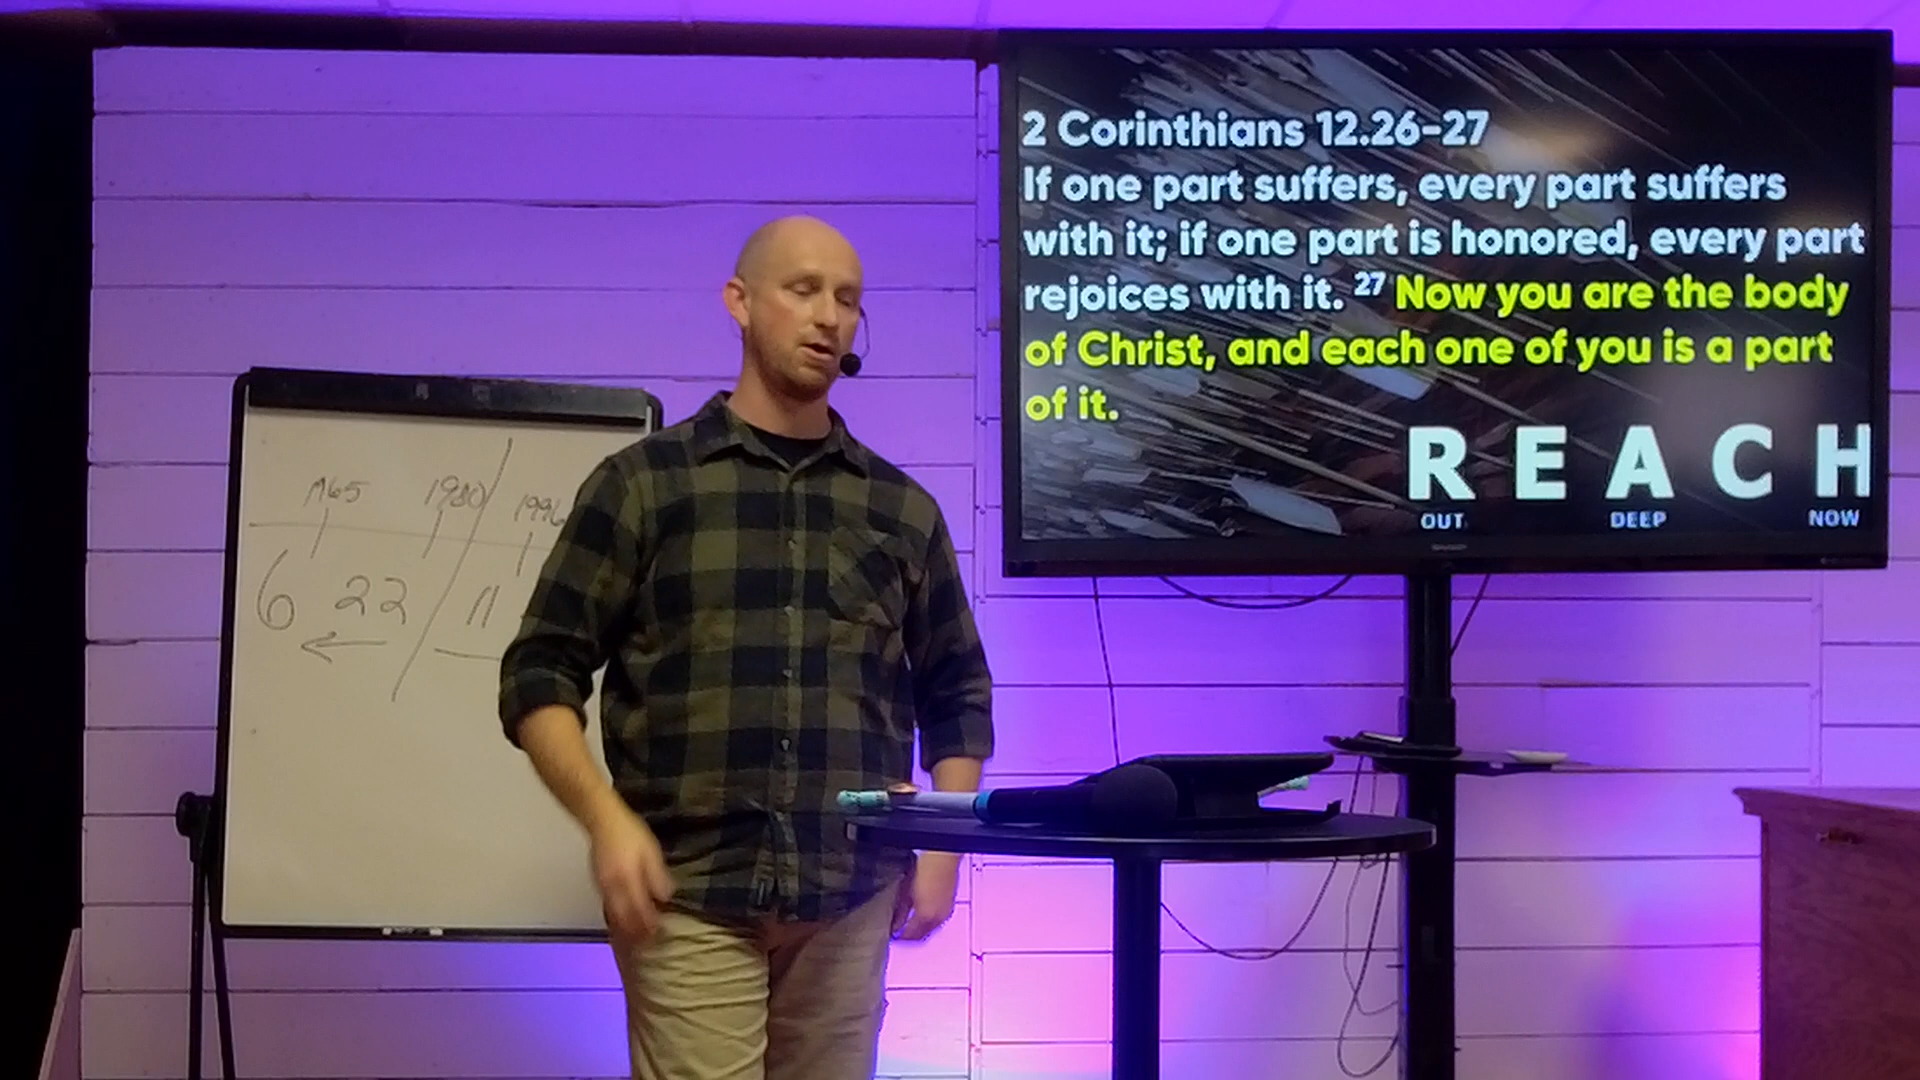 2 Corinthians 12.26-27
If one part suffers, every part suffers
with it; if one part is honored, every part
rejoices with it. 27 Now you are the body
of Christ, and each one of you is a part
of it.
R E A C H
OUT DEEP NOW
1965 1980 1996
6 22 11